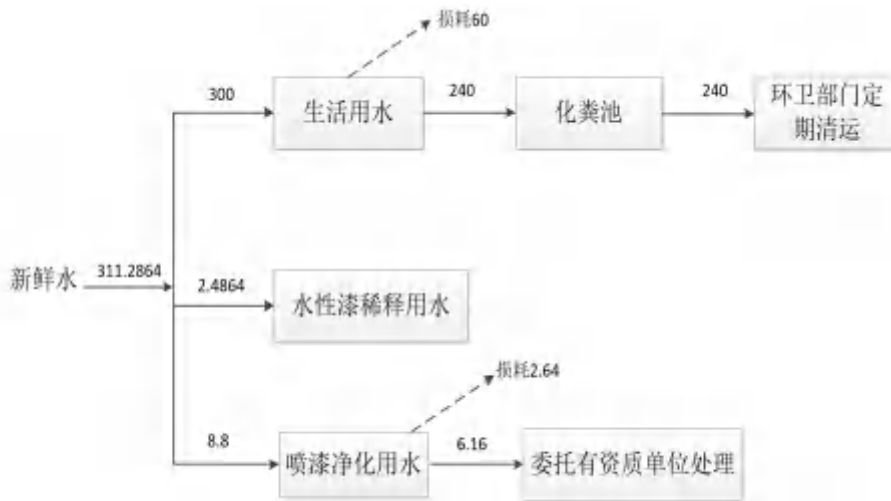 损耗60
300
生活用水
240
化粪池
240
环卫部门定
期清运
新鲜水
311.2864
2.4864
水性漆稀释用水
损耗2.64
8.8
喷漆净化用水
6.16
委托有资质单位处理